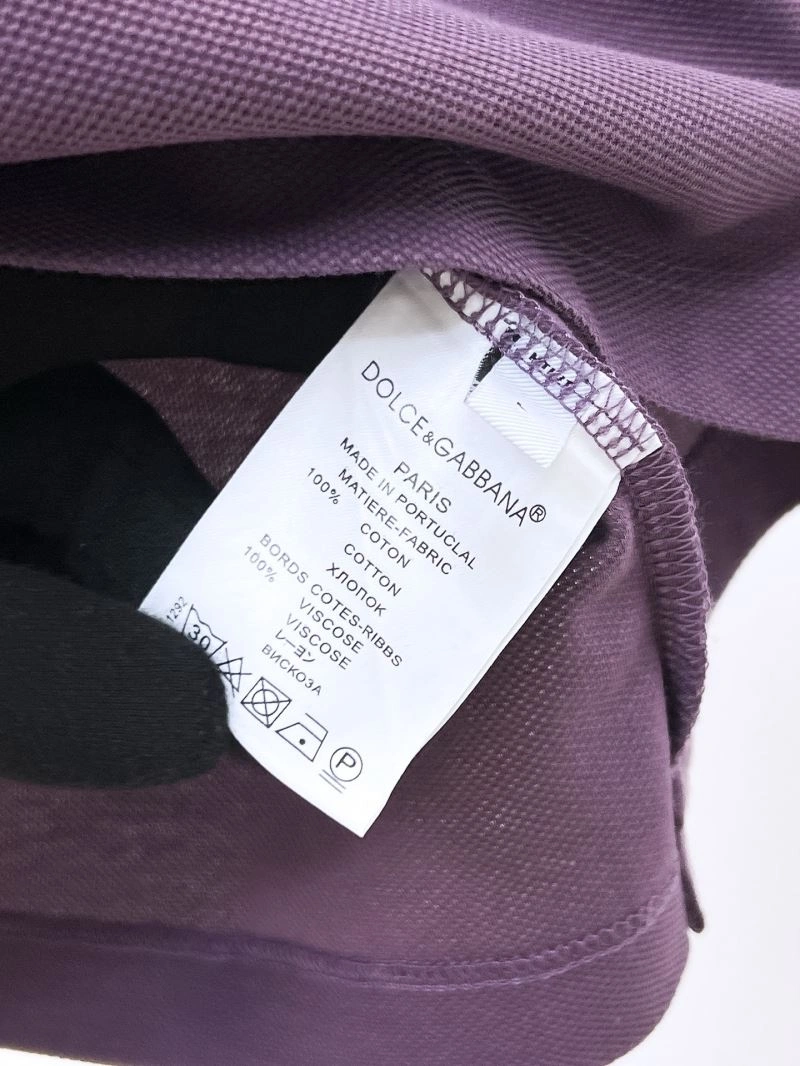 DOLCE&GABBANA®
PARIS
MADE IN PORTUCLAL
MATIERE-FABRIC
100% COTON
COTTON
ХЛОПОК
BORDS COTES-RIBBS
100% VISCOSE
VISCOSE
レーヨン
ВИСКОЗА
1292
30
P